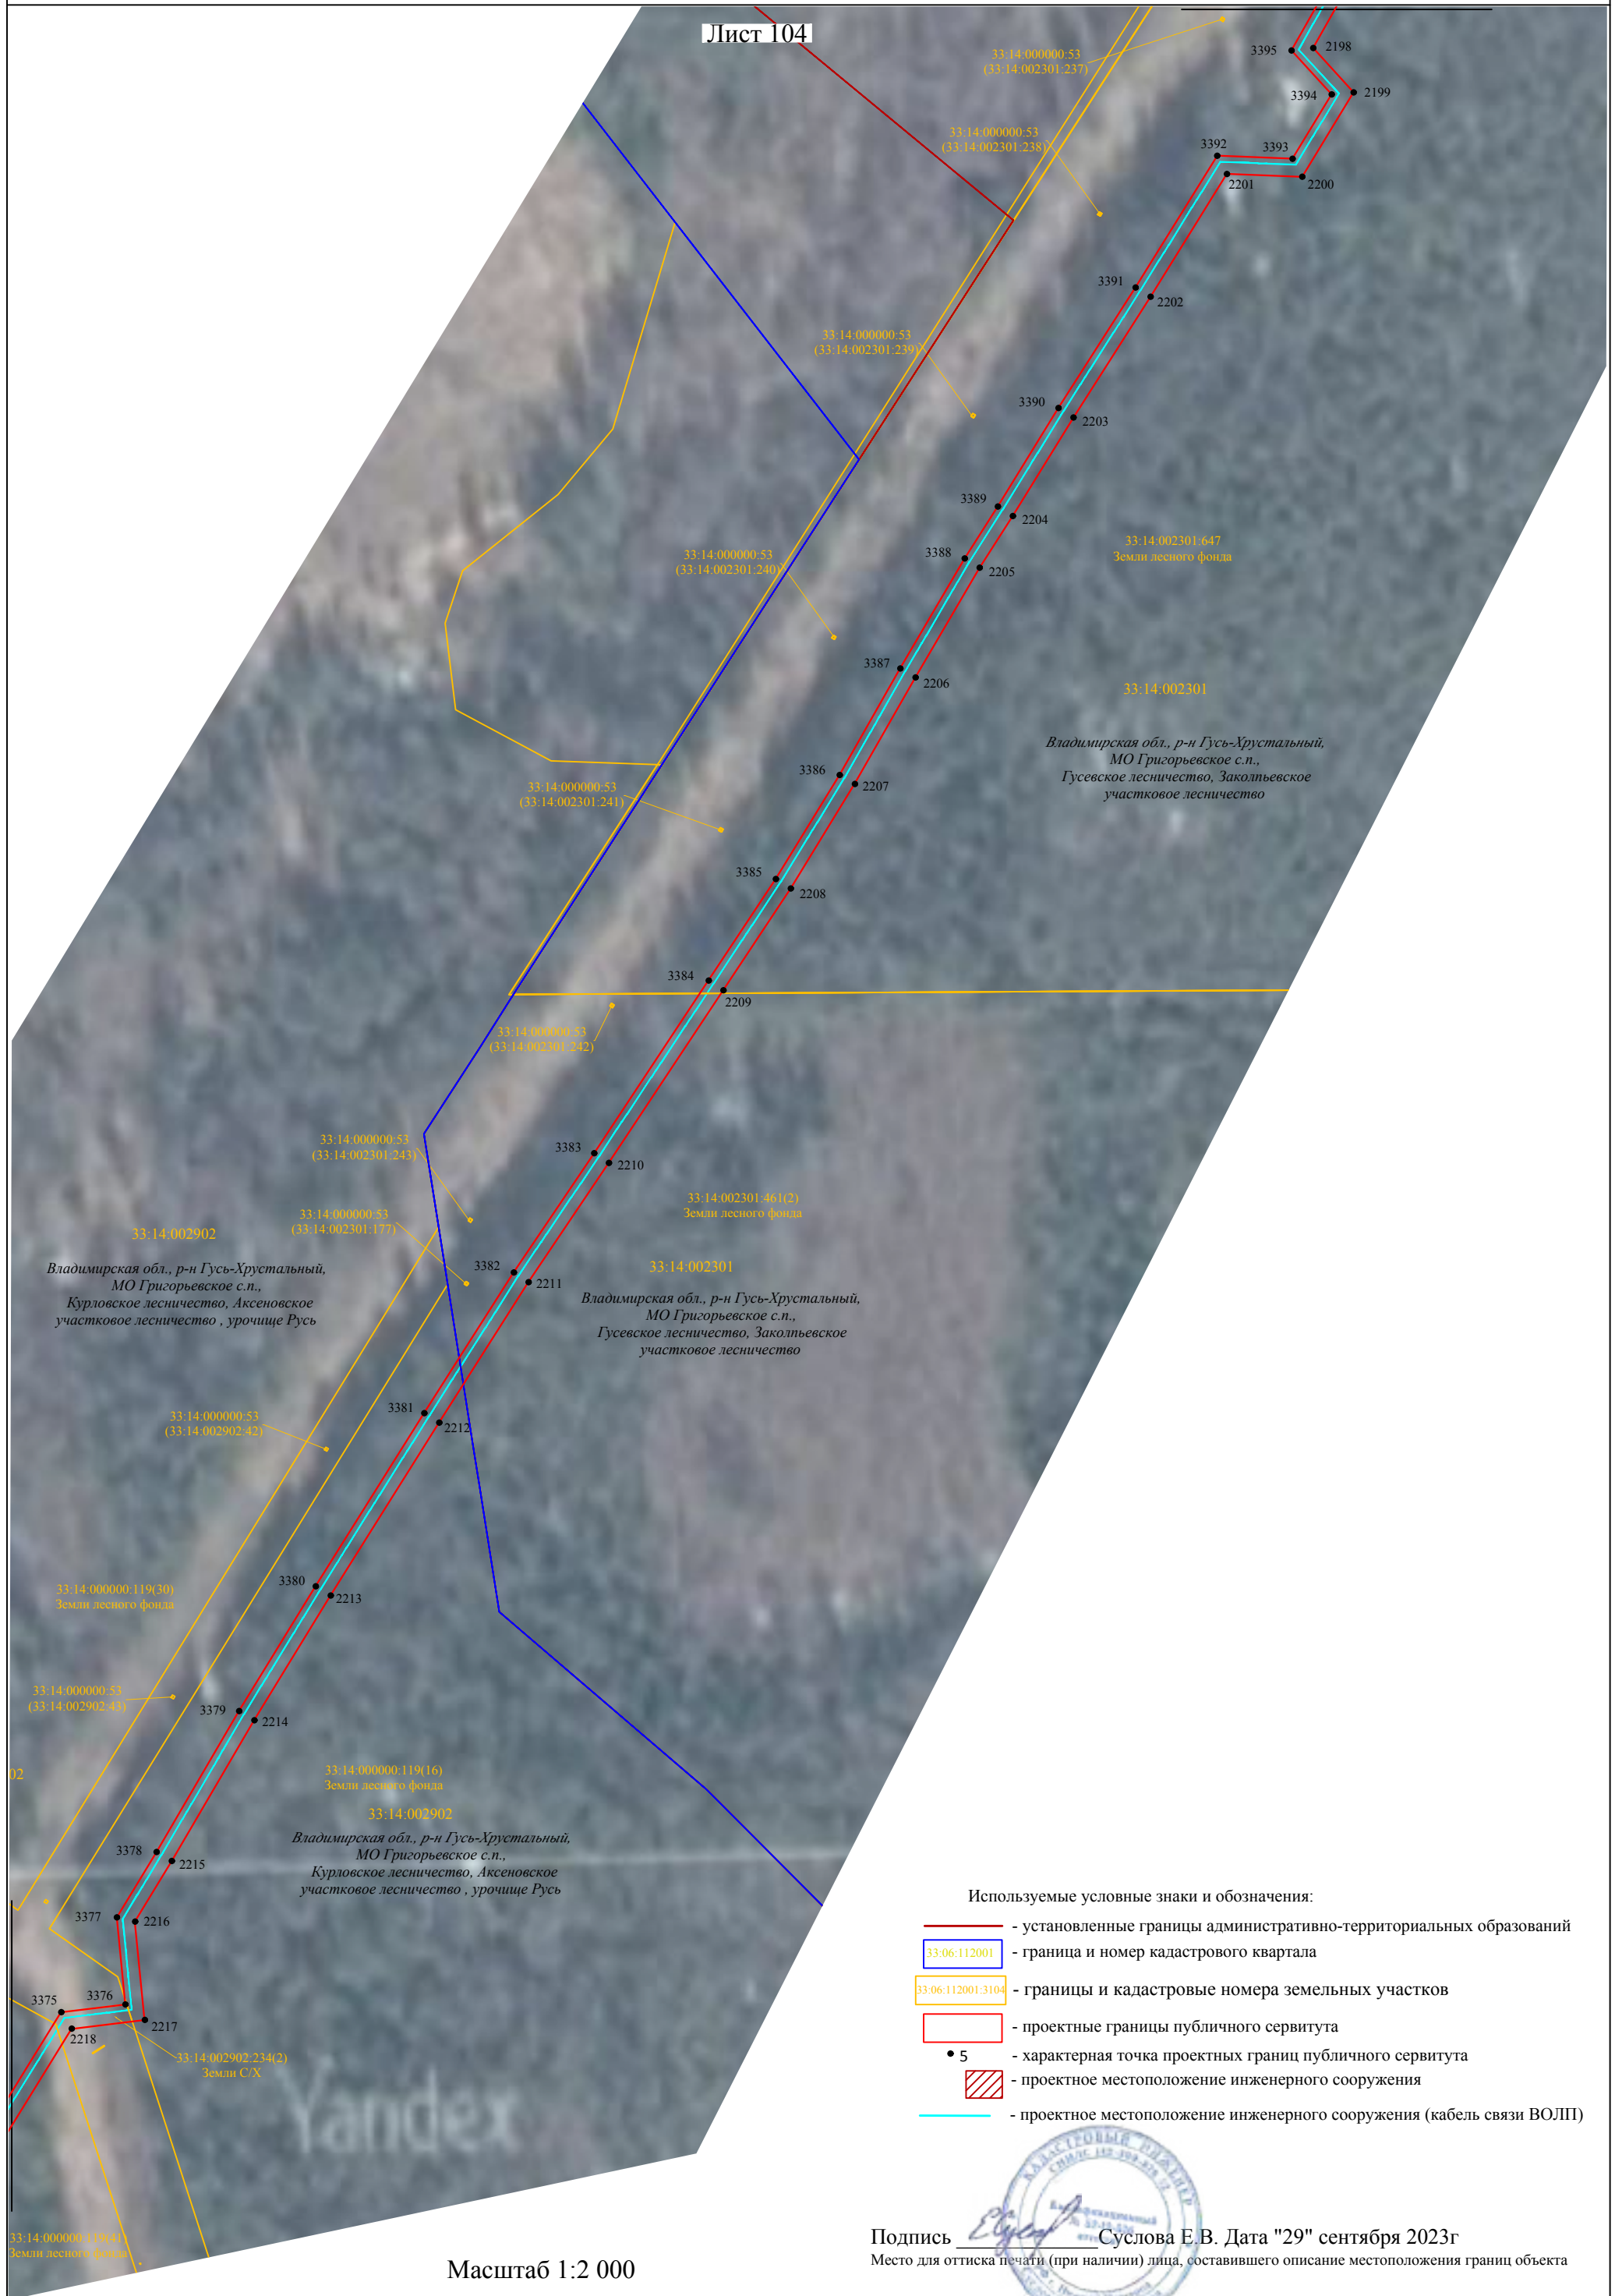 Лист 104
33:14:000000:53
(33:14:002301:237)
3395
2198
3394
2199
33:14:000000:53
(33:14:002301:238)
3392
3393
2201
2200
3391
2202
33:14:000000:53
(33:14:002301:239)
3390
2203
3389
2204
33:14:002301:647
Земли лесного фонда
33:14:000000:53
(33:14:002301:240)
3388
2205
3387
2206
33:14:002301
Владимирская обл., р-н Гусь-Хрустальный,
МО Григорьевское с.п.,
Гусевское лесничество, Заколпьевское
участковое лесничество
3386
2207
33:14:000000:53
(33:14:002301:241)
3385
2208
3384
2209
33:14:000000:53
(33:14:002301:242)
33:14:000000:53
(33:14:002301:243)
3383
2210
33:14:002301:461(2)
Земли лесного фонда
33:14:000000:53
(33:14:002301:177)
33:14:002902
Владимирская обл., р-н Гусь-Хрустальный,
МО Григорьевское с.п.,
Курловское лесничество, Аксеновское
участковое лесничество , урочище Русь
3382
2211
33:14:002301
Владимирская обл., р-н Гусь-Хрустальный,
МО Григорьевское с.п.,
Гусевское лесничество, Заколпьевское
участковое лесничество
3381
2212
33:14:000000:53
(33:14:002902:42)
3380
2213
33:14:000000:119(30)
Земли лесного фонда
33:14:000000:53
(33:14:002902:43)
3379
2214
02
33:14:000000:119(16)
Земли лесного фонда
33:14:002902
Владимирская обл., р-н Гусь-Хрустальный,
МО Григорьевское с.п.,
Курловское лесничество, Аксеновское
участковое лесничество , урочище Русь
3378
2215
3377
2216
3375
3376
2217
2218
33:14:002902:234(2)
Земли С/Х
Yandex
33:14:000000:119(41)
Земли лесного фонда
Используемые условные знаки и обозначения:
- установленные границы административно-территориальных образований
33:06:112001 - граница и номер кадастрового квартала
33:06:112001:3104 - границы и кадастровые номера земельных участков
- проектные границы публичного сервитута
5 - характерная точка проектных границ публичного сервитута
- проектное местоположение инженерного сооружения
- проектное местоположение инженерного сооружения (кабель связи ВОЛП)
КАДАСТРОВЫЙ ИНЖЕНЕР
Подпись Суслова Е.В. Дата "29" сентября 2023г
Место для оттиска печати (при наличии) лица, составившего описание местоположения границ объекта
Масштаб 1:2 000